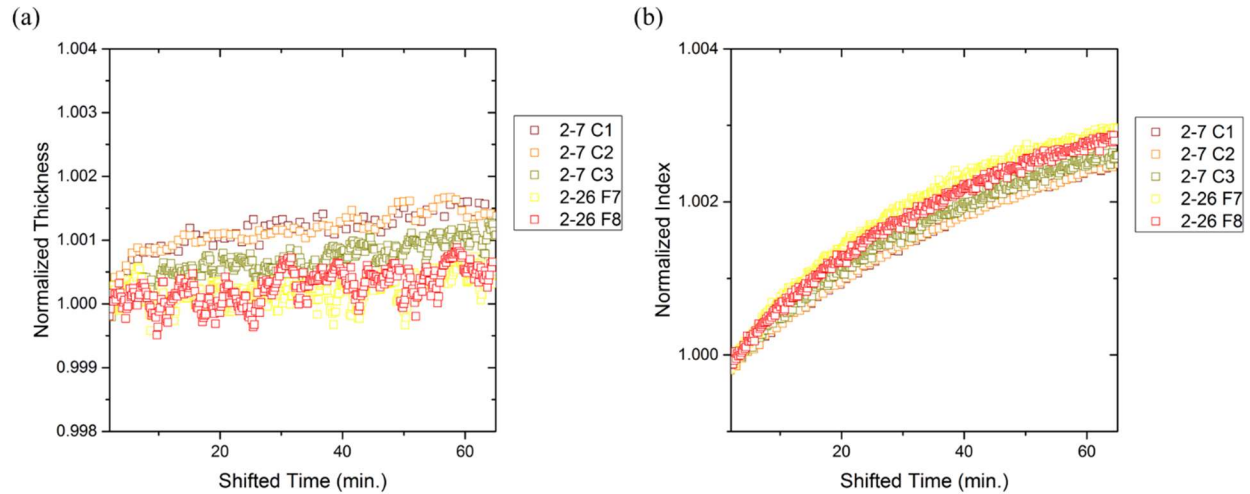 (a)
1.004
1.003
1.002
1.001
1.000
0.999
0.998
Normalized Thickness
20
40
60
Shifted Time (min.)
2-7 C1
2-7 C2
2-7 C3
2-26 F7
2-26 F8
(b)
1.004
1.002
1.000
Normalized Index
20
40
60
Shifted Time (min.)
2-7 C1
2-7 C2
2-7 C3
2-26 F7
2-26 F8